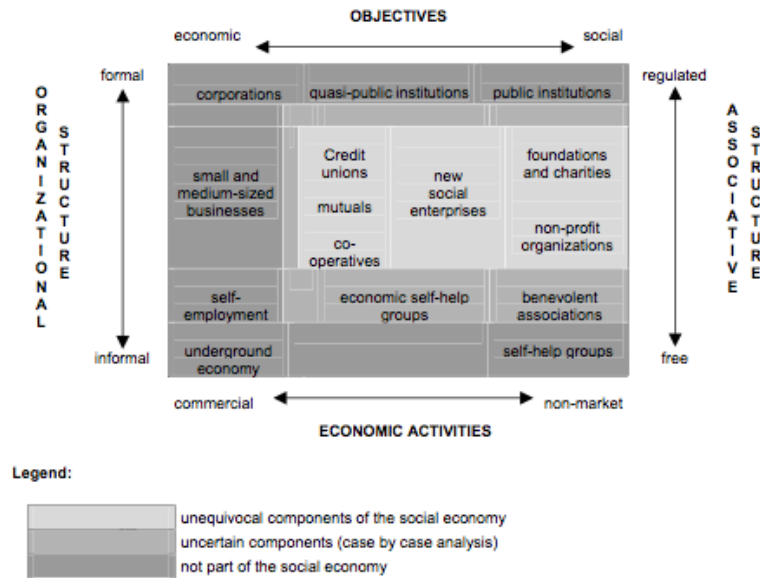 OBJECTIVES
economic
social
formal
regulated
corporations
quasi-public institutions
public institutions
ORGANIZATIONAL
STRUCTURE
ASSOCIATIVE
STRUCTURE
small and
medium-sized
businesses
Credit
unions
mutuals
co-
operatives
new
social
enterprises
foundations
and charities
non-profit
organizations
self-
employment
economic self-help
groups
benevolent
associations
informal
underground
economy
self-help groups
free
commercial
non-market
ECONOMIC ACTIVITIES
Legend:
unequivocal components of the social economy
uncertain components (case by case analysis)
not part of the social economy